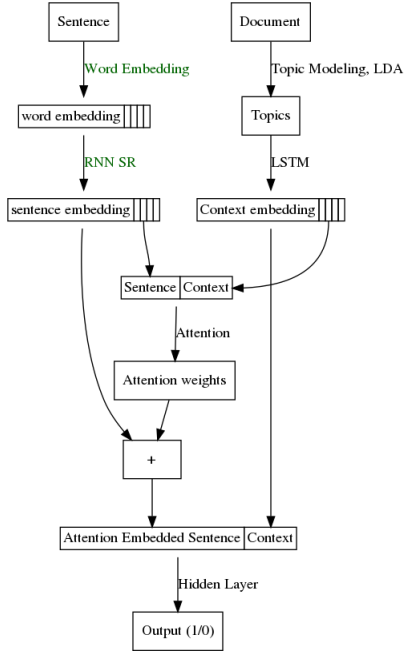 Sentence
Document
Word Embedding
Topic Modeling, LDA
word embedding
Topics
RNN SR
LSTM
sentence embedding
Context embedding
Sentence Context
Attention
Attention weights
+
Attention Embedded Sentence Context
Hidden Layer
Output (1/0)